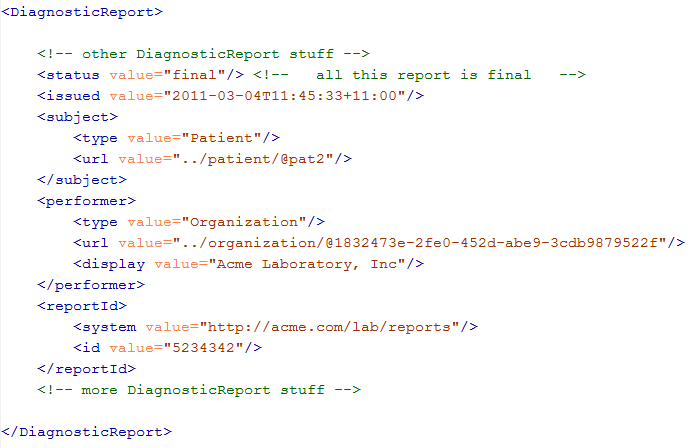 <DiagnosticReport>
<!-- other DiagnosticReport stuff -->
<status value="final"/> <!--   all this report is final   -->
<issued value="2011-03-04T11:45:33+11:00"/>
<subject>
<type value="Patient"/>
<url value="../patient/@pat2"/>
</subject>
<performer>
<type value="Organization"/>
<url value="../organization/@1832473e-2fe0-452d-abe9-3cdb9879522f"/>
<display value="Acme Laboratory, Inc"/>
</performer>
<reportId>
<system value="http://acme.com/lab/reports"/>
<id value="5234342"/>
</reportId>
<!-- more DiagnosticReport stuff -->
</DiagnosticReport>